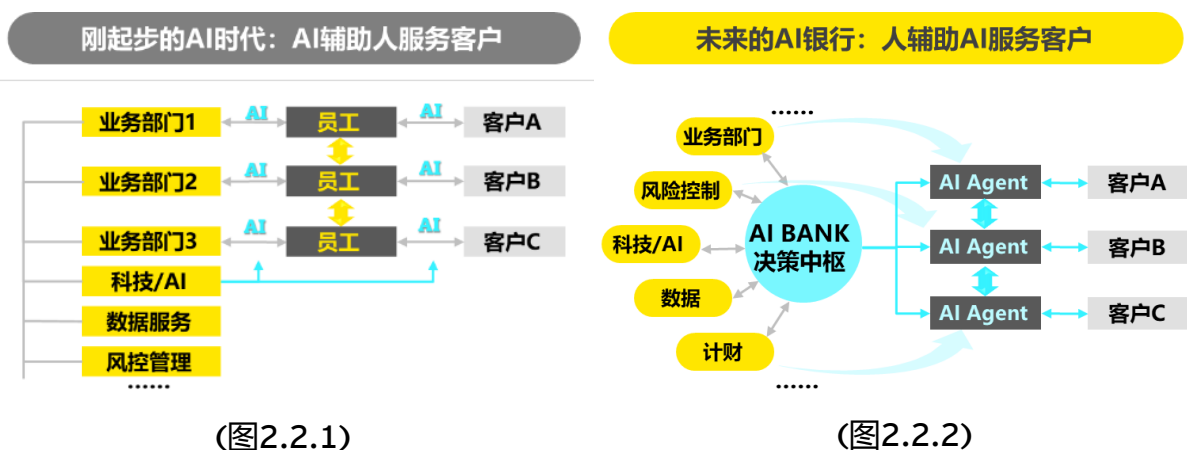 刚起步的AI时代：AI辅助人服务客户
业务部门1
AI
员工
AI
客户A
业务部门2
AI
员工
AI
客户B
业务部门3
AI
员工
AI
客户C
科技/AI
数据服务
风控管理
......
(图2.2.1)
未来的AI银行：人辅助AI服务客户
......
业务部门
风险控制
科技/AI
数据
计财
......
AI BANK
决策中枢
AI Agent
客户A
AI Agent
客户B
AI Agent
客户C
(图2.2.2)